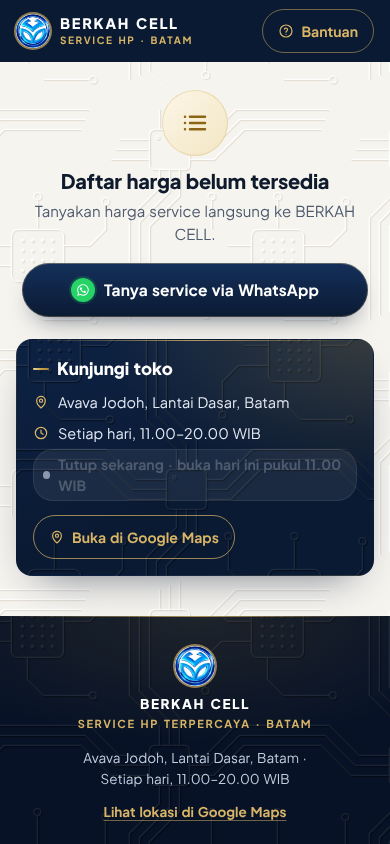 BERKAH CELL
SERVICE HP · BATAM
Bantuan
Daftar harga belum tersedia
Tanyakan harga service langsung ke BERKAH
CELL.
Tanya service via WhatsApp
Kunjungi toko
Avava Jodoh, Lantai Dasar, Batam
Setiap hari, 11.00–20.00 WIB
Tutup sekarang · buka hari ini pukul 11.00
WIB
Buka di Google Maps
BERKAH CELL
SERVICE HP TERPERCAYA · BATAM
Avava Jodoh, Lantai Dasar, Batam ·
Setiap hari, 11.00–20.00 WIB
Lihat lokasi di Google Maps